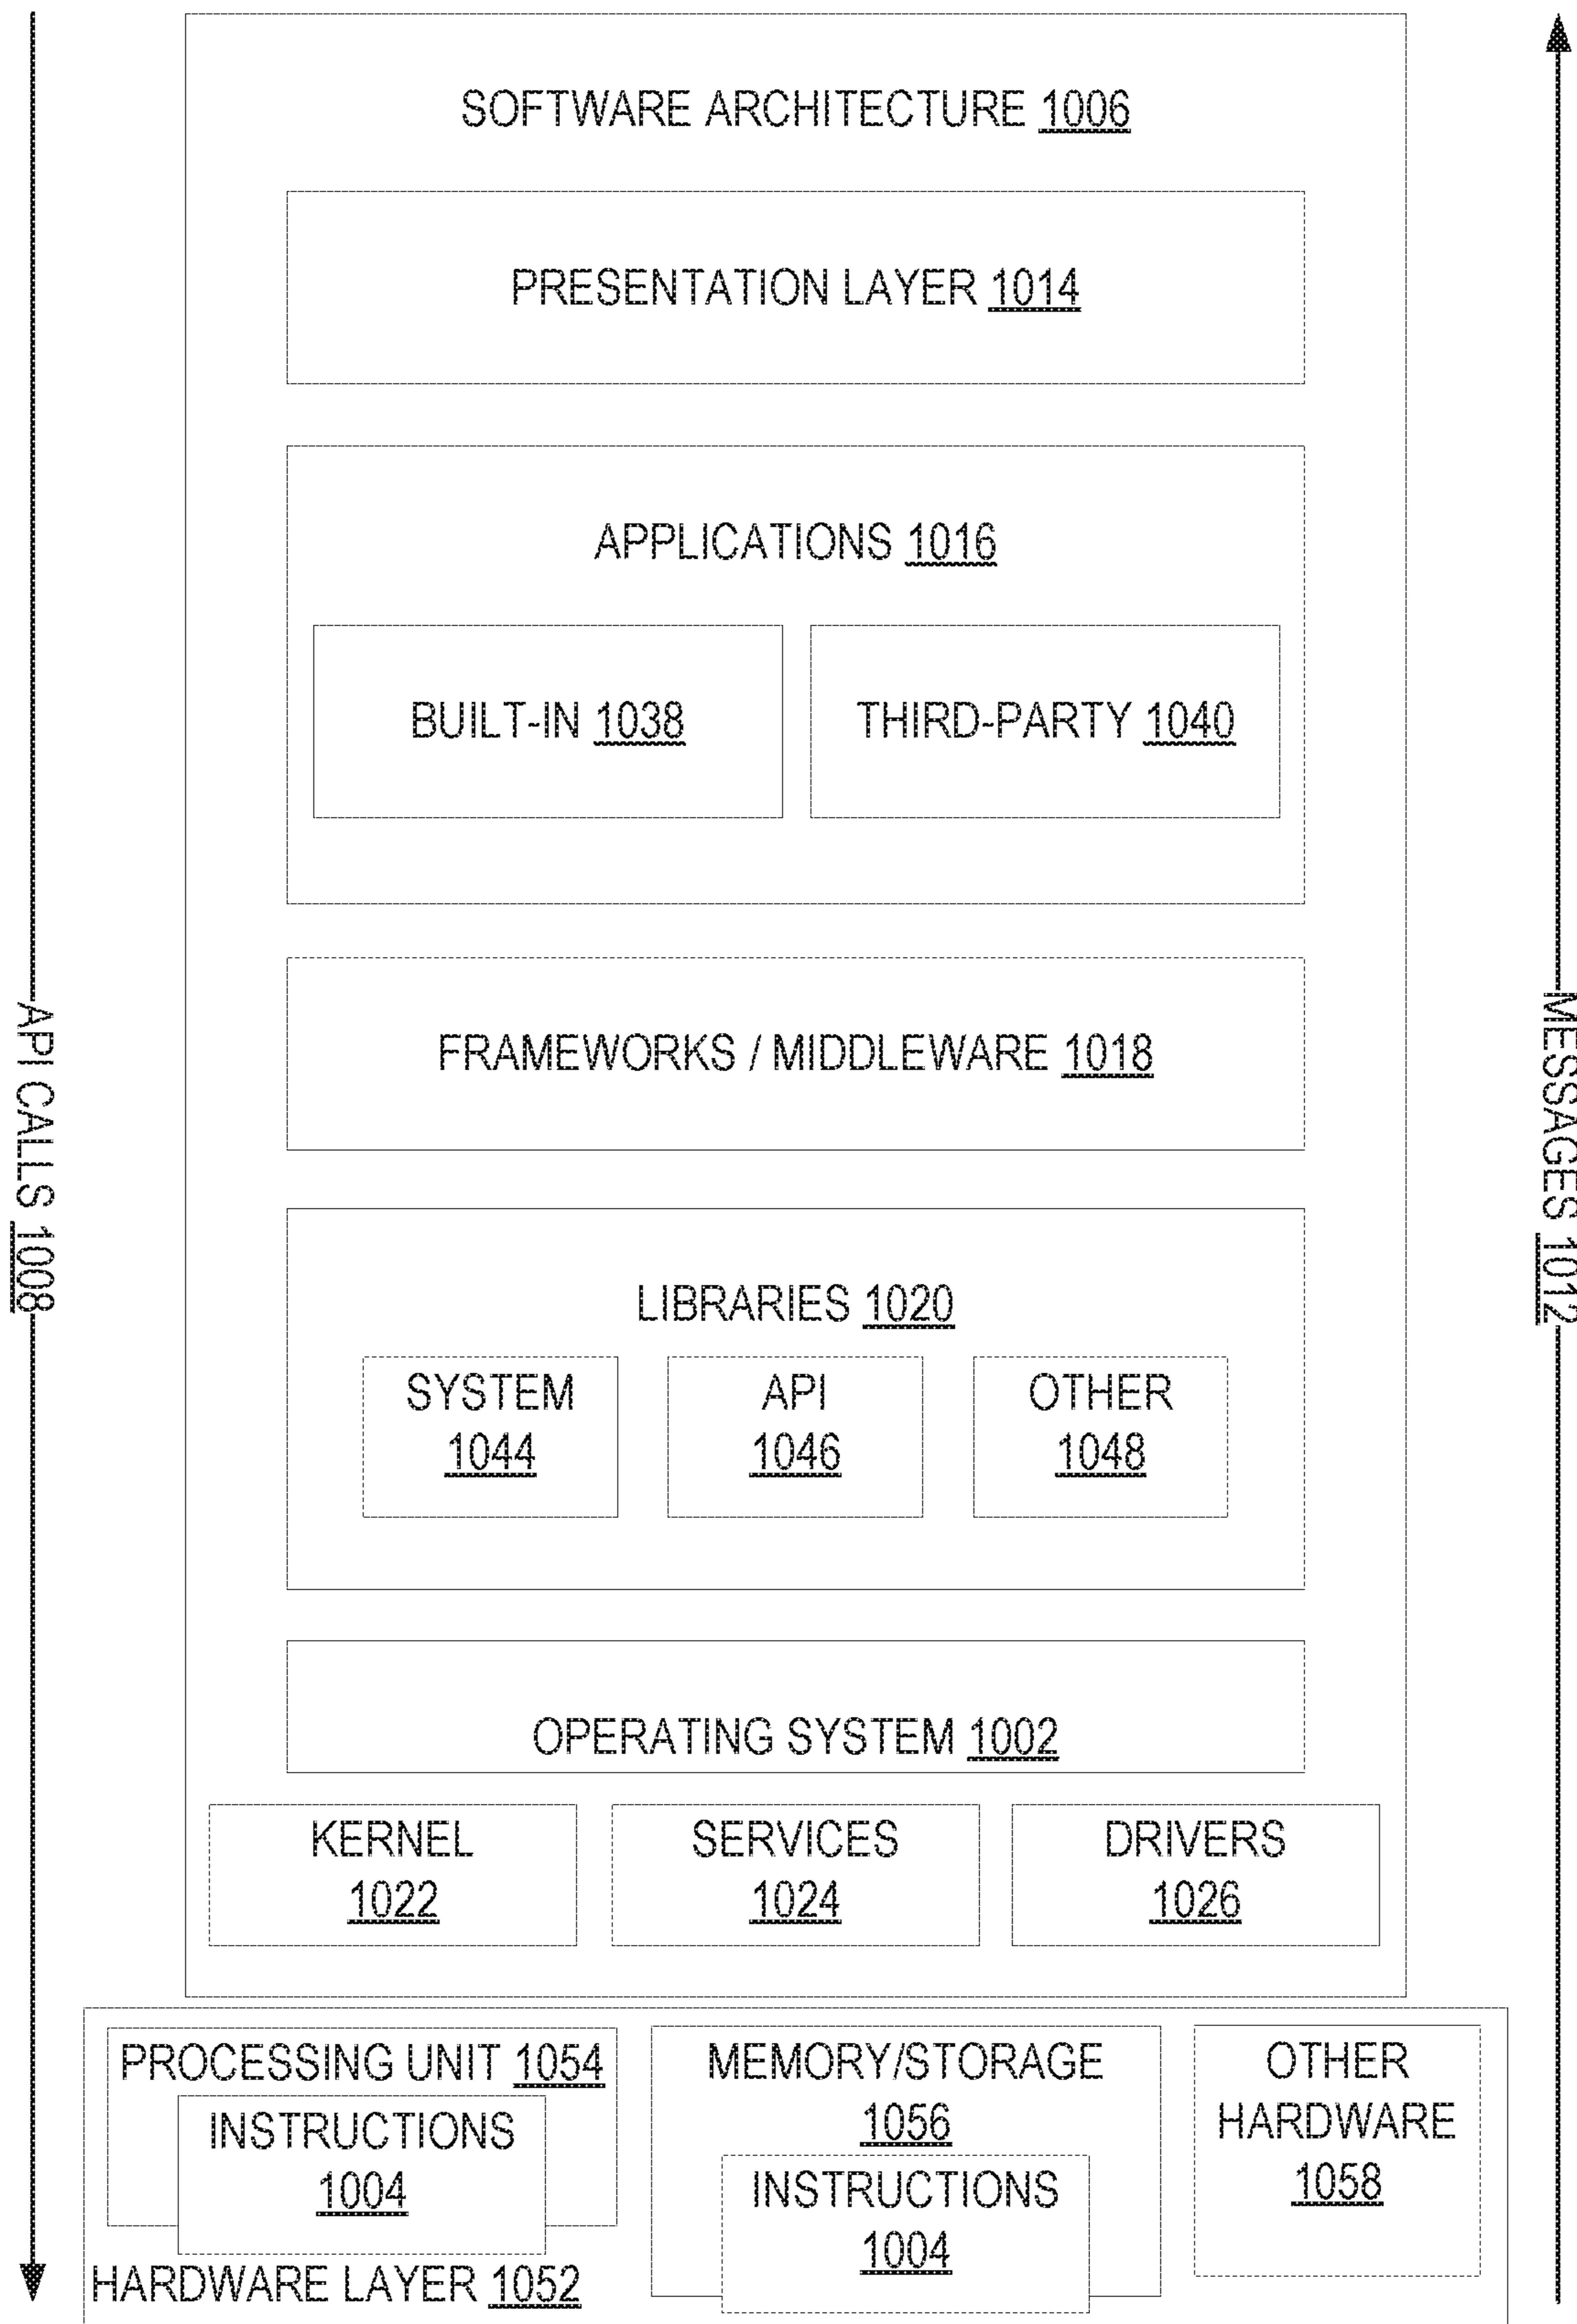 SOFTWARE ARCHITECTURE 1006
PRESENTATION LAYER 1014
APPLICATIONS 1016
BUILT-IN 1038
THIRD-PARTY 1040
FRAMEWORKS / MIDDLEWARE 1018
API CALLS 1008
MESSAGES 1012
LIBRARIES 1020
SYSTEM
1044
API
1046
OTHER
1048
OPERATING SYSTEM 1002
KERNEL
1022
SERVICES
1024
DRIVERS
1026
PROCESSING UNIT 1054
INSTRUCTIONS
1004
MEMORY/STORAGE
1056
INSTRUCTIONS
1004
OTHER
HARDWARE
1058
HARDWARE LAYER 1052